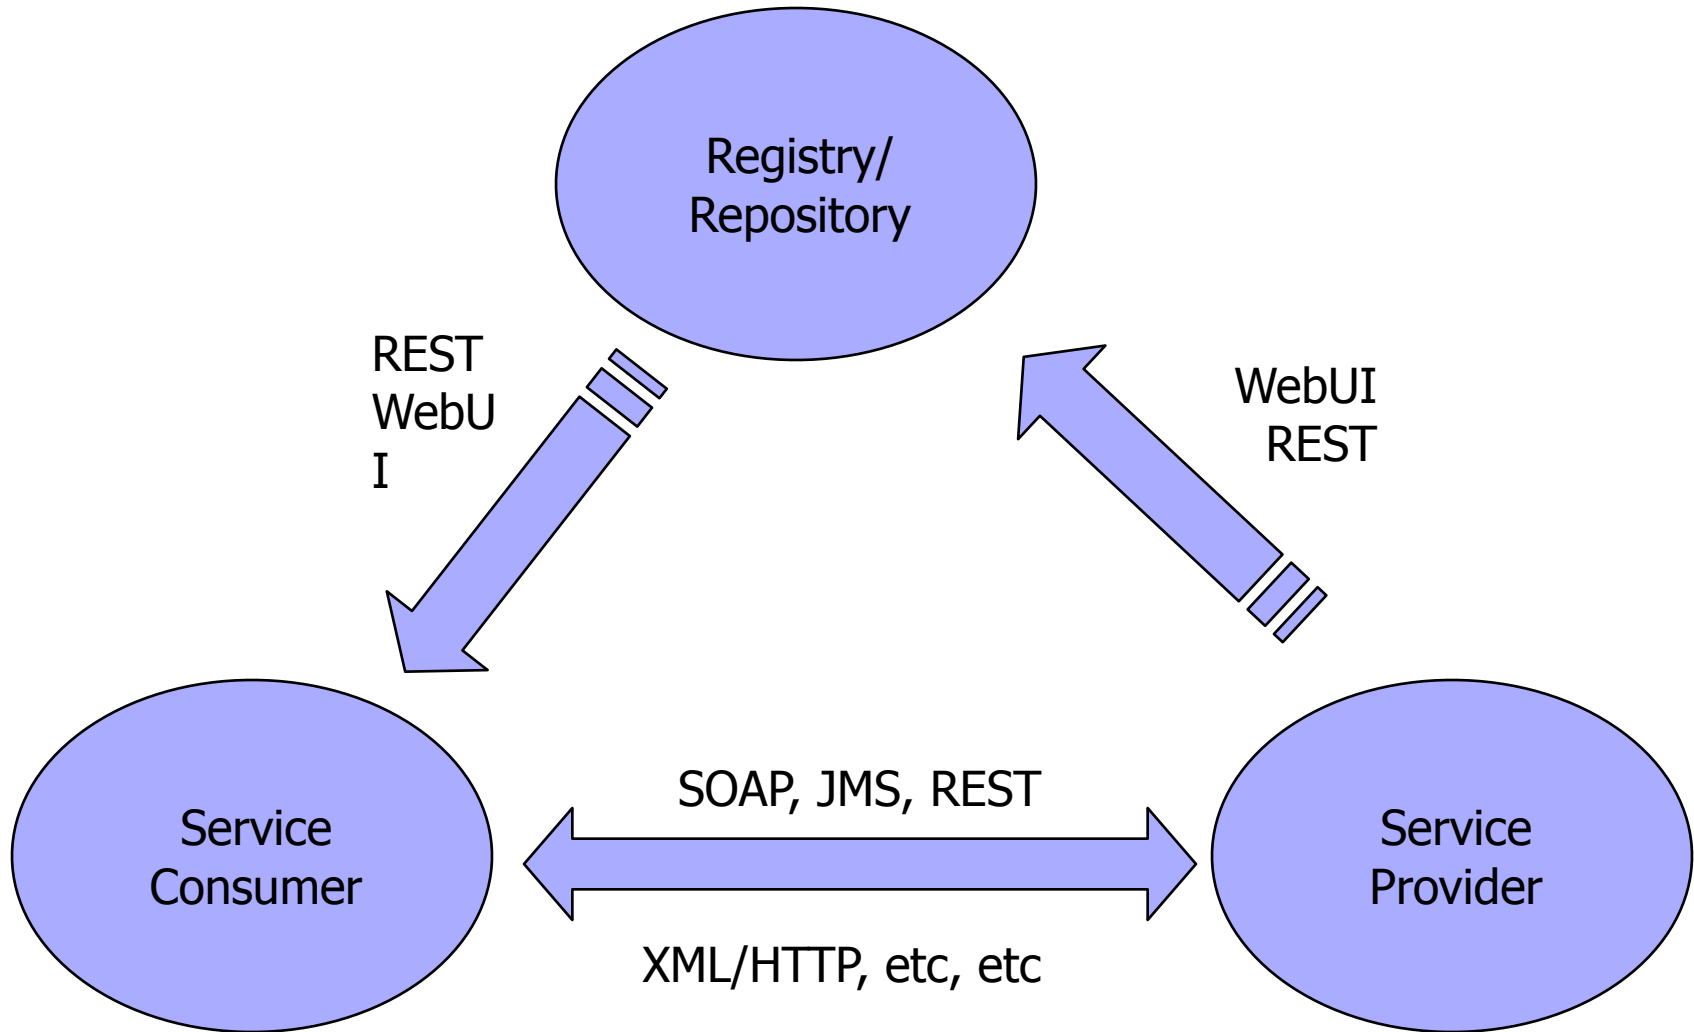 Registry/
Repository
REST
WebU
I
WebUI
REST
SOAP, JMS, REST
Service
Consumer
Service
Provider
XML/HTTP, etc, etc